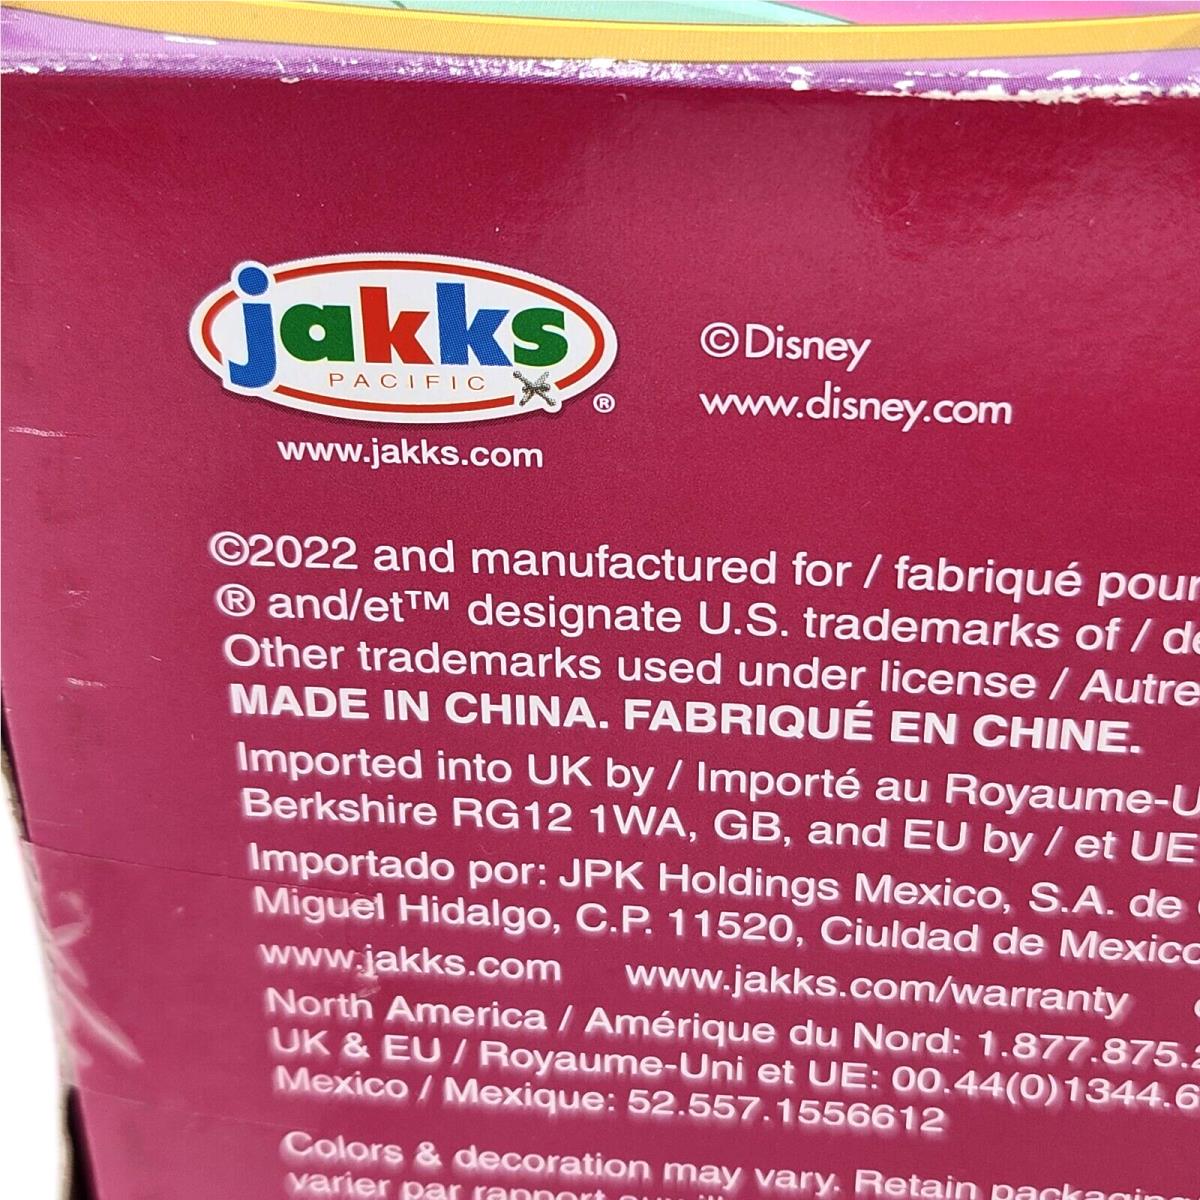 jakks
PACIFIC
®
www.jakks.com
©Disney
www.disney.com
©2022 and manufactured for / fabriqué pour
® and/et™ designate U.S. trademarks of / de
Other trademarks used under license / Autre
MADE IN CHINA. FABRIQUÉ EN CHINE.
Imported into UK by / Importé au Royaume-U
Berkshire RG12 1WA, GB, and EU by / et UE
Importado por: JPK Holdings Mexico, S.A. de
Miguel Hidalgo, C.P. 11520, Ciuldad de Mexico
www.jakks.com www.jakks.com/warranty
North America / Amérique du Nord: 1.877.875.
UK & EU / Royaume-Uni et UE: 00.44(0)1344.6
Mexico / Mexique: 52.557.1556612
Colors & decoration may vary. Retain packaging
varier par rapport